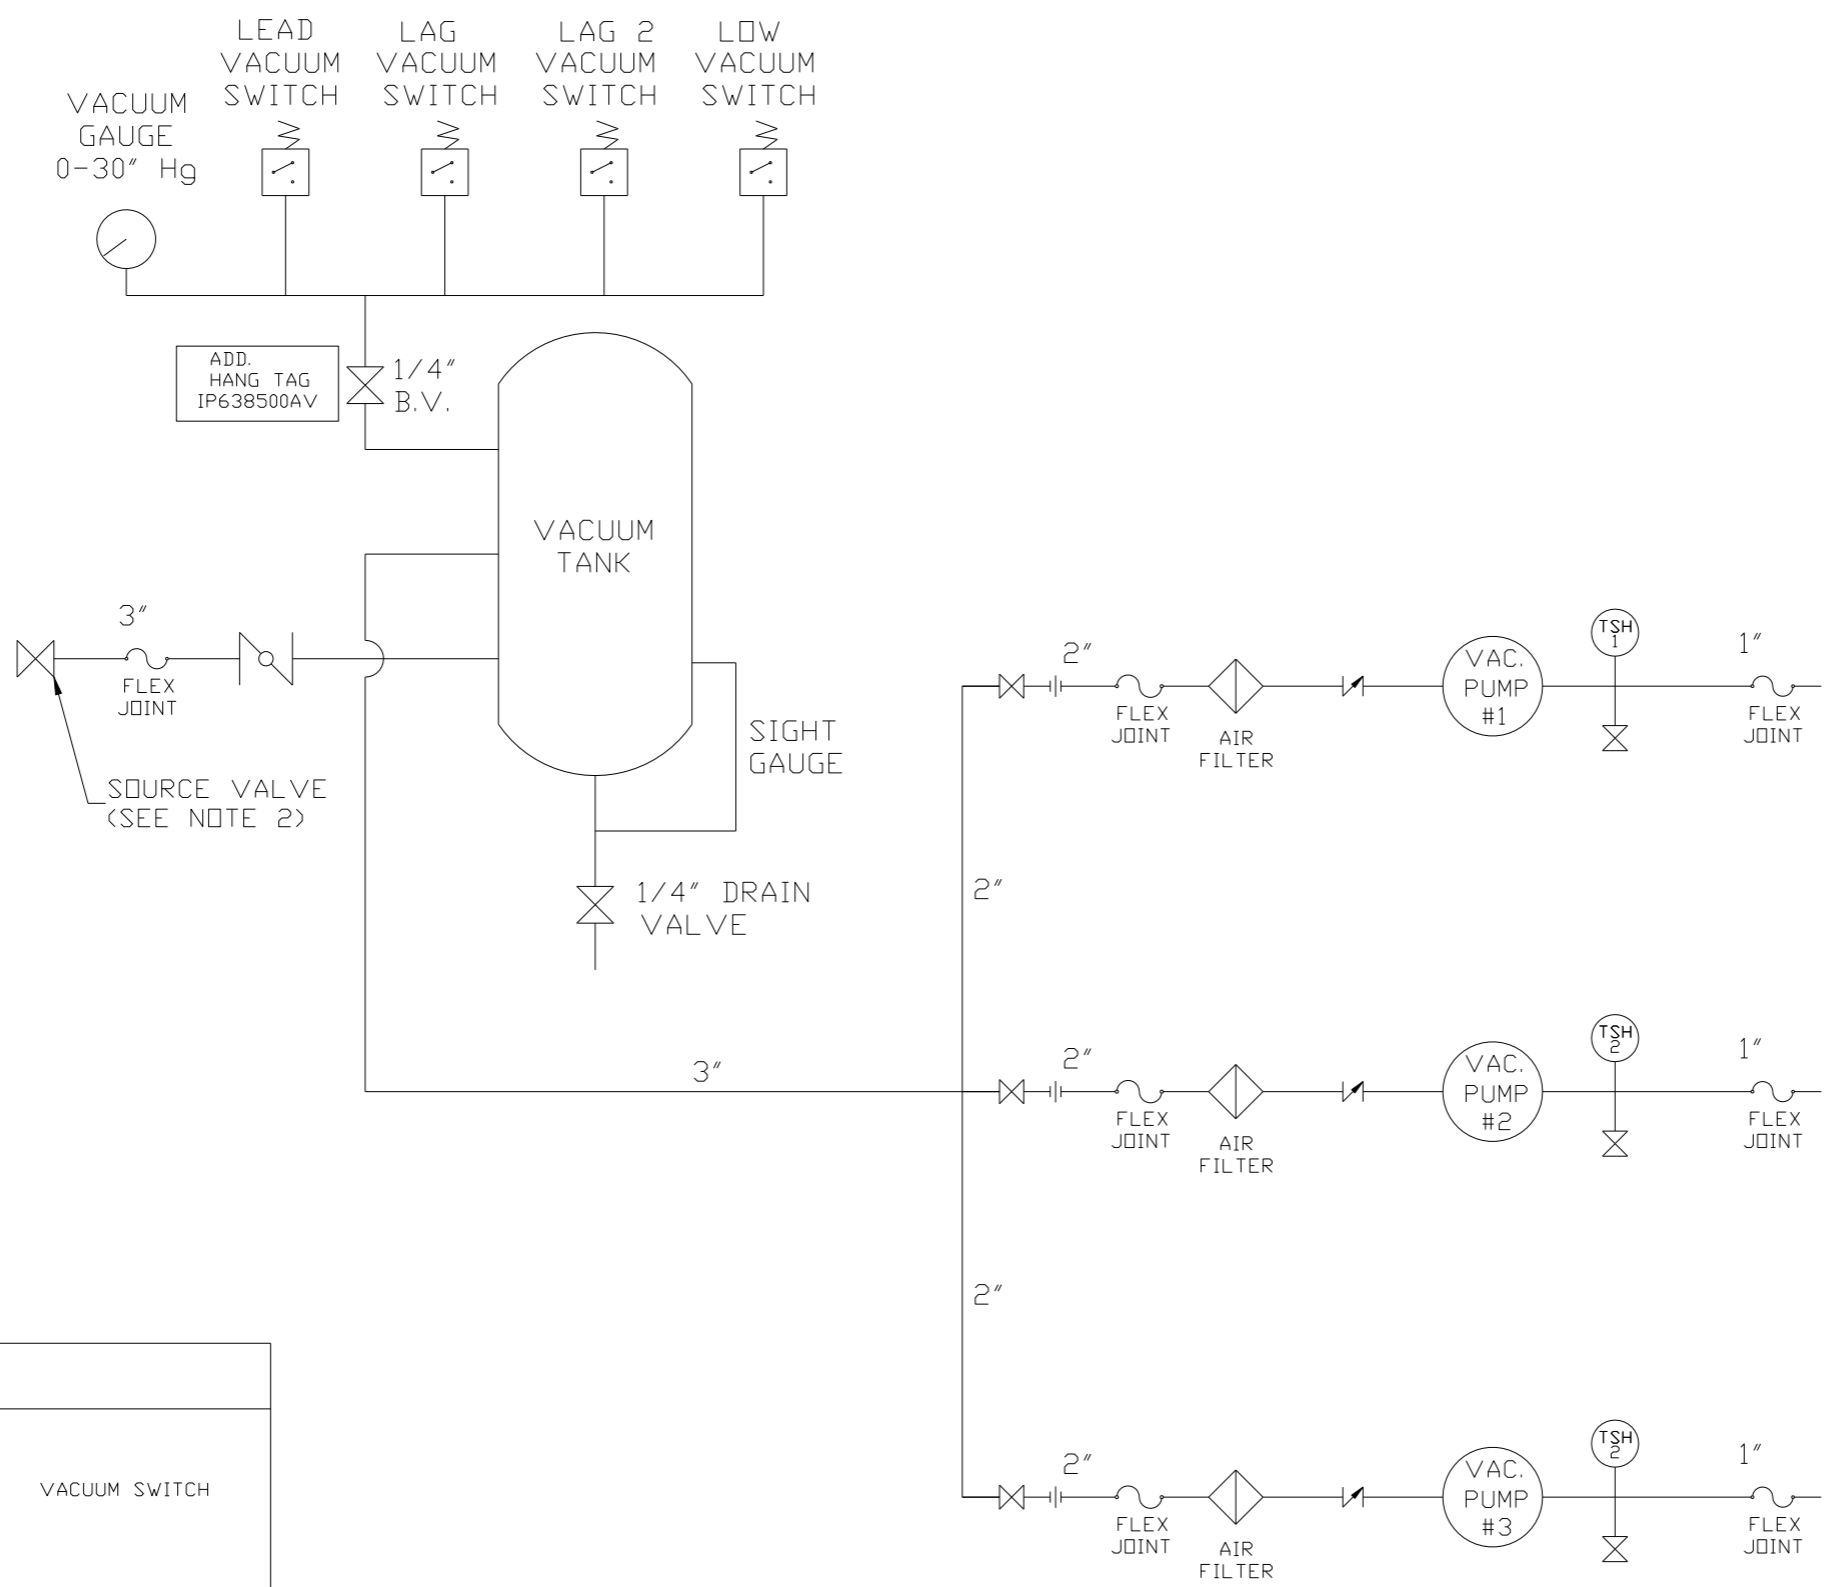 LEAD
VACUUM
SWITCH
LAG
VACUUM
SWITCH
LAG 2
VACUUM
SWITCH
LOW
VACUUM
SWITCH
VACUUM
GAUGE
0-30" Hg
ADD.
HANG TAG
IP638500AV
1/4"
B.V.
VACUUM
TANK
3"
FLEX
JOINT
SOURCE VALVE
(SEE NOTE 2)
SIGHT
GAUGE
1/4" DRAIN
VALVE
3"
2"
2"
2"
FLEX
JOINT
AIR
FILTER
VAC.
PUMP
#1
TSH
1
1"
FLEX
JOINT
2"
FLEX
JOINT
AIR
FILTER
VAC.
PUMP
#2
TSH
2
1"
FLEX
JOINT
2"
FLEX
JOINT
AIR
FILTER
VAC.
PUMP
#3
TSH
2
1"
FLEX
JOINT
VACUUM SWITCH